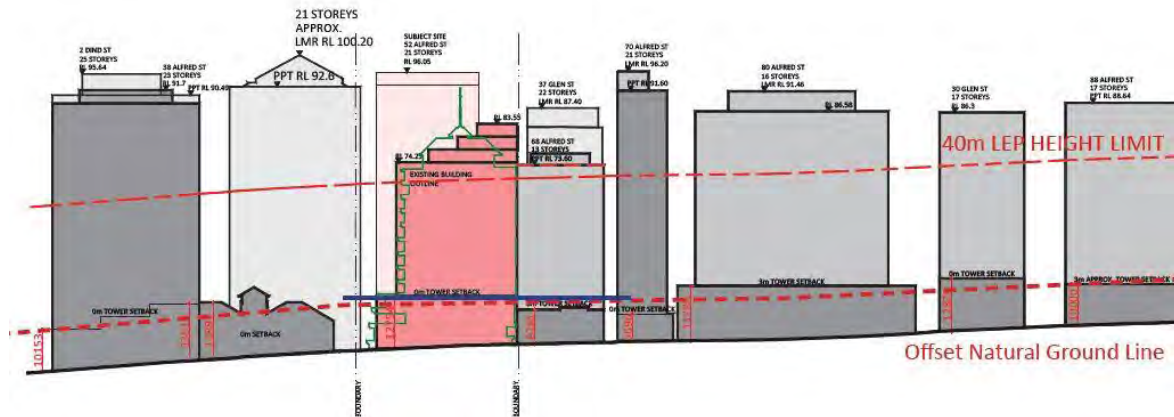 2 DIND ST
25 STOREYS
RL 95.64
38 ALFRED ST
23 STOREYS
RL 91.7
PPT RL 90.49
21 STOREYS
APPROX.
LMR RL 100.20
PPT RL 92.6
SUBJECT SITE
52 ALFRED ST
21 STOREYS
RL 96.05
RL 83.55
RL 74.25
EXISTING BUILDING
OUTLINE
37 GLEN ST
22 STOREYS
LMR RL 87.40
68 ALFRED ST
13 STOREYS
PPT RL 73.60
70 ALFRED ST
21 STOREYS
LMR RL 96.20
PPT RL 91.60
80 ALFRED ST
16 STOREYS
LMR RL 91.46
RL 86.58
30 GLEN ST
17 STOREYS
RL 86.3
88 ALFRED ST
17 STOREYS
PPT RL 88.64
40m LEP HEIGHT LIMIT
0m TOWER SETBACK
0m SETBACK
0m TOWER SETBACK
0m TOWER SETBACK
0m TOWER SETBACK
3m TOWER SETBACK
0m TOWER SETBACK
3m APPROX. TOWER SETBACK
10153
Offset Natural Ground Line
BOUNDARY
BOUNDARY